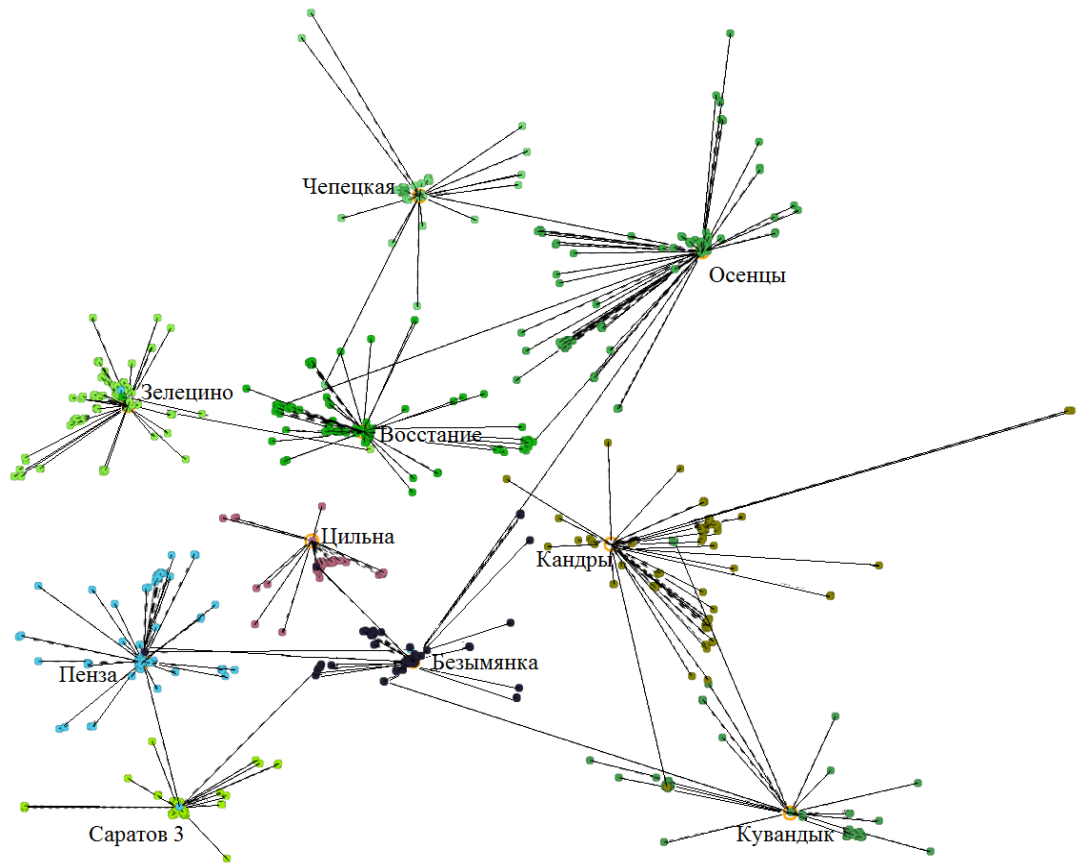 Чепецкая
Осенцы
Зелецино
Восстание
Цильна
Кандры
Безымянка
Пенза
Саратов 3
Кувандык